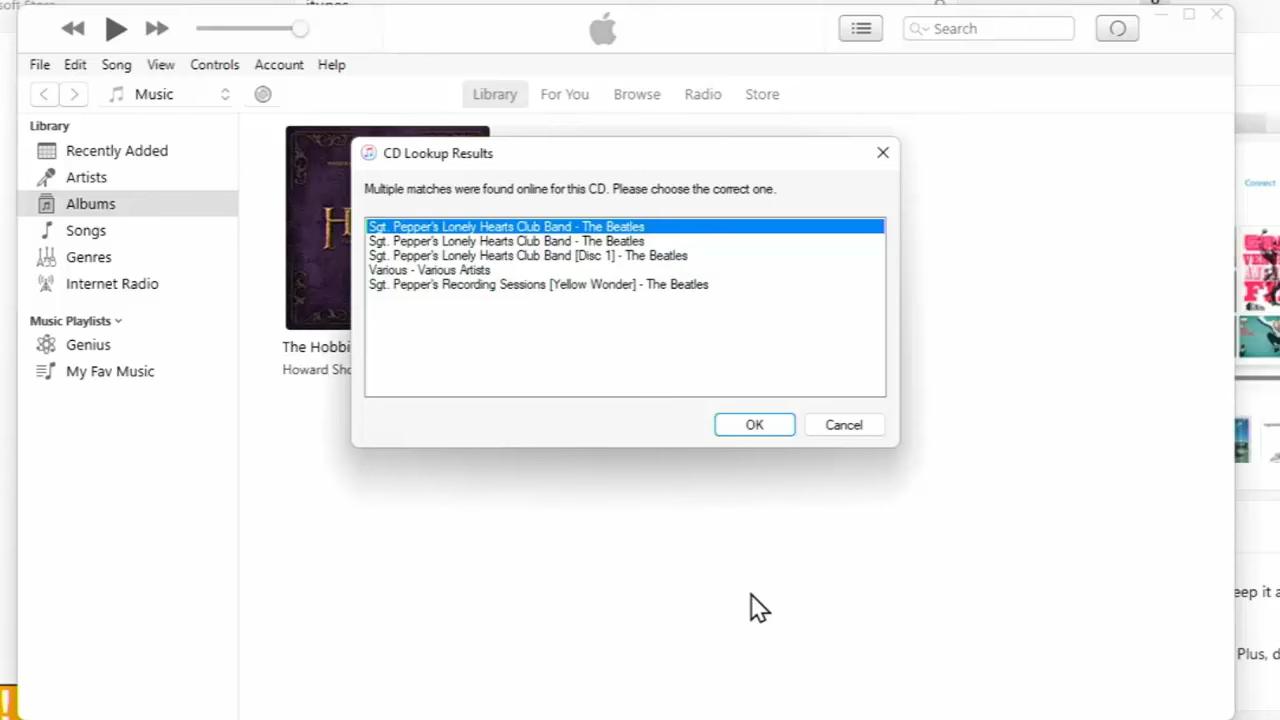 Search
File Edit Song View Controls Account Help
Music
Library For You Browse Radio Store
Library
Recently Added
Artists
Albums
Songs
Genres
Internet Radio
Music Playlists
Genius
My Fav Music
The Hobbi
Howard Sho
CD Lookup Results
Multiple matches were found online for this CD. Please choose the correct one.
Sgt. Pepper's Lonely Hearts Club Band - The Beatles
Sgt. Pepper's Lonely Hearts Club Band - The Beatles
Sgt. Pepper's Lonely Hearts Club Band [Disc 1] - The Beatles
Various - Various Artists
Sgt. Pepper's Recording Sessions [Yellow Wonder] - The Beatles
OK Cancel
Connect
eep it a
Plus, d